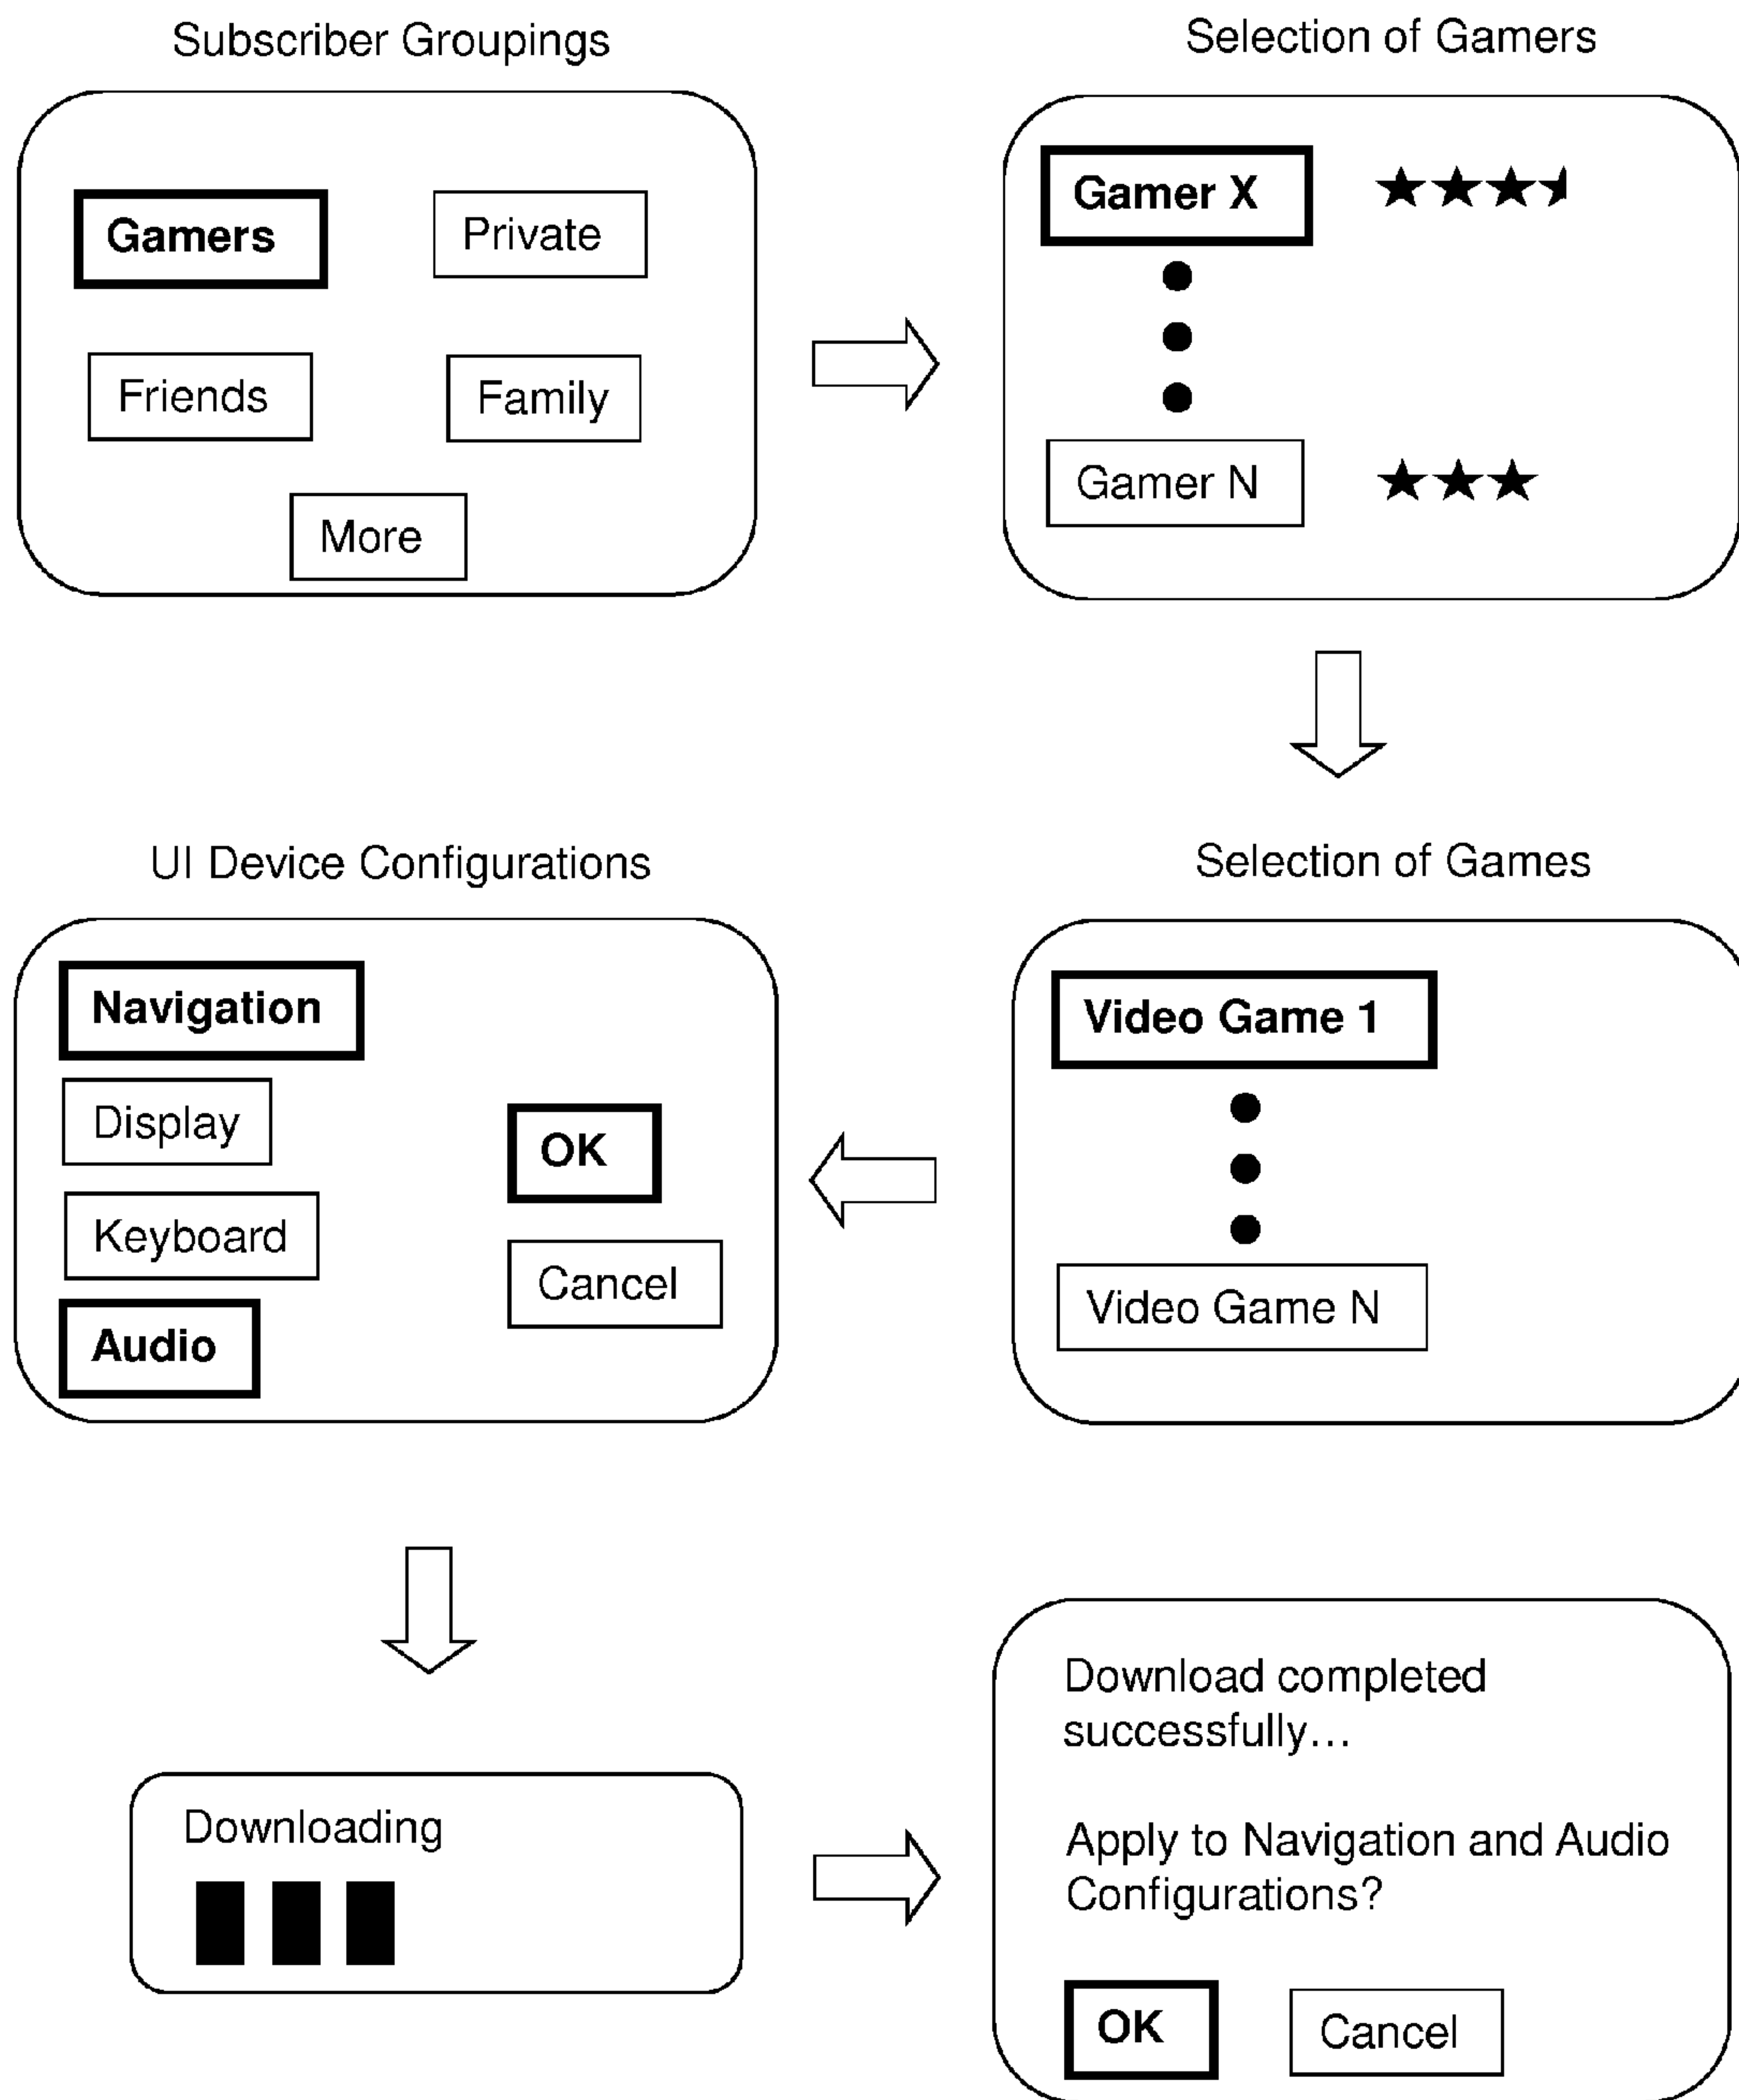 Subscriber Groupings
Gamers
Private
Friends
Family
More
Selection of Gamers
Gamer X
Gamer N
Selection of Games
Video Game 1
Video Game N
UI Device Configurations
Navigation
Display
Keyboard
Audio
OK
Cancel
Downloading
Download completed
successfully...
Apply to Navigation and Audio
Configurations?
OK
Cancel